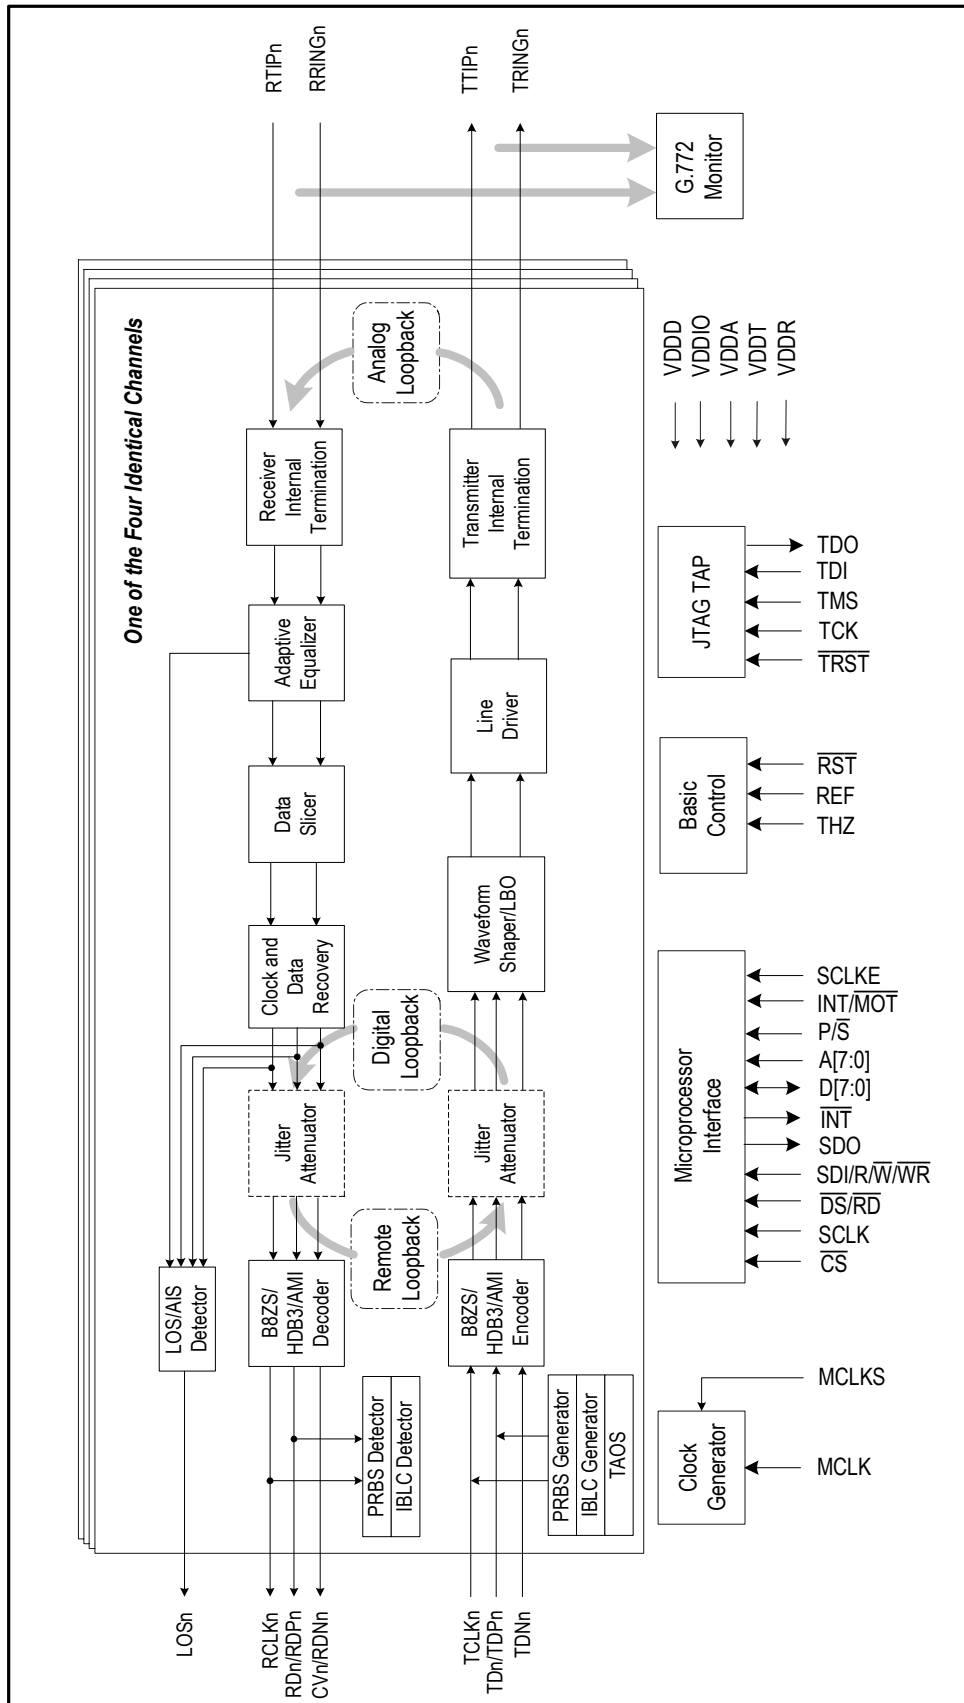 RTIPn
RRINGn
TTIPn
TRINGn
G.772
Monitor
One of the Four Identical Channels
Analog
Loopback
VDDD
VDDIO
VDDA
VDDT
VDDR
Receiver
Internal
Termination
Transmitter
Internal
Termination
JTAG TAP
TDO
TDI
TMS
TCK
TRST
Adaptive
Equalizer
Line
Driver
Data
Slicer
Basic
Control
RST
REF
THZ
Clock and
Data
Recovery
Waveform
Shaper/LBO
Digital
Loopback
Microprocessor
Interface
SCLKE
INT/MOT
P/S
A[7:0]
D[7:0]
INT
SDO
SDI/R/W/WR
DS/RD
SCLK
CS
Jitter
Attenuator
Jitter
Attenuator
Remote
Loopback
LOS/AIS
Detector
B8ZS/
HDB3/AMI
Decoder
B8ZS/
HDB3/AMI
Encoder
PRBS Detector
IBLC Detector
PRBS Generator
IBLC Generator
TAOS
Clock
Generator
MCLKS
MCLK
LOSn
RCLKn
RDn/RDPn
CVn/RDNn
TCLKn
TDn/TDPn
TDNn